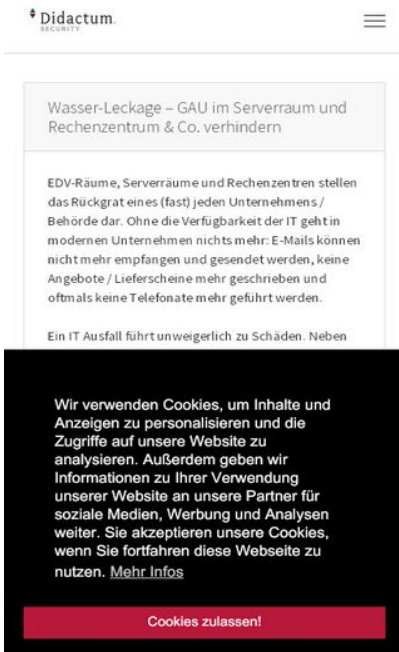 Didactum
SECURITY
Wasser-Leckage – GAU im Serverraum und
Rechenzentrum & Co. verhindern
EDV-Räume, Serverräume und Rechenzentren stellen
das Rückgrat eines (fast) jeden Unternehmens /
Behörde dar. Ohne die Verfügbarkeit der IT geht in
modernen Unternehmen nichts mehr: E-Mails können
nicht mehr empfangen und gesendet werden, keine
Angebote / Lieferscheine mehr geschrieben und
oftmals keine Telefonate mehr geführt werden.
Ein IT Ausfall führt unweigerlich zu Schäden. Neben
Wir verwenden Cookies, um Inhalte und
Anzeigen zu personalisieren und die
Zugriffe auf unsere Website zu
analysieren. Außerdem geben wir
Informationen zu Ihrer Verwendung
unserer Website an unsere Partner für
soziale Medien, Werbung und Analysen
weiter. Sie akzeptieren unsere Cookies,
wenn Sie fortfahren diese Webseite zu
nutzen. Mehr Infos
Cookies zulassen!